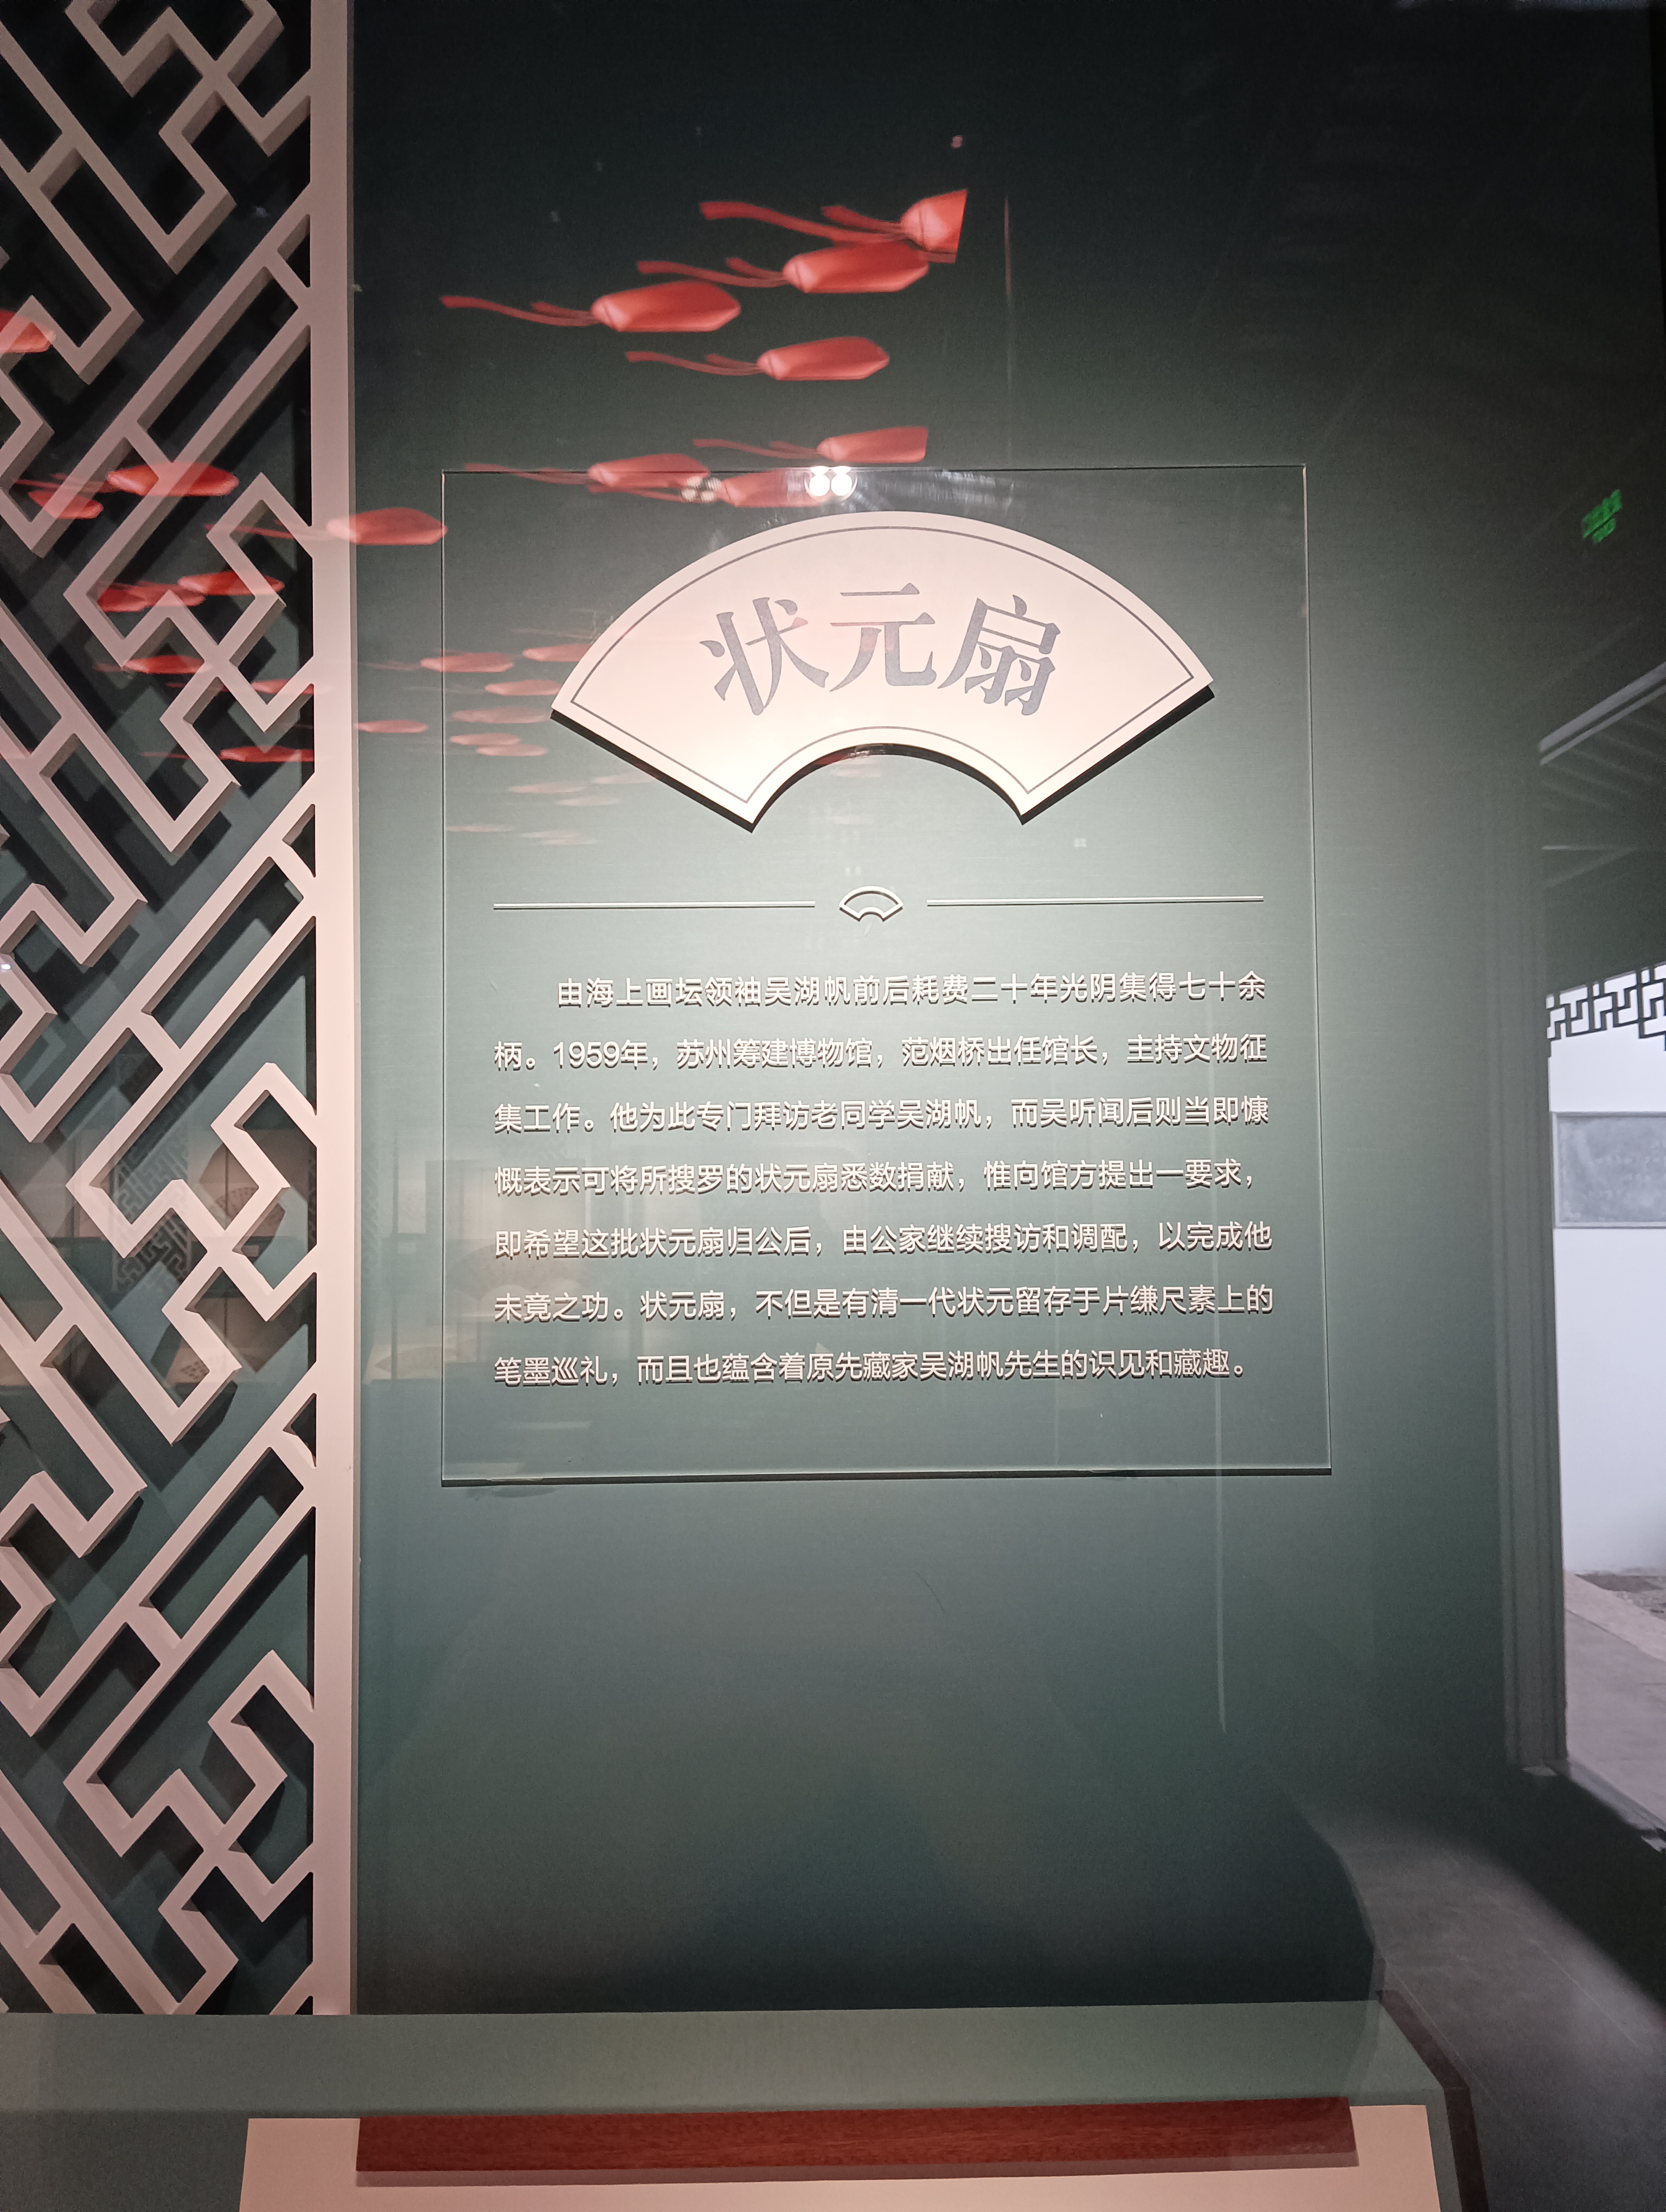 状元扇
由海上画坛领袖吴湖帆前后耗费二十年光阴集得七十余
柄。1959年，苏州筹建博物馆，范烟桥出任馆长，主持文物征
集工作。他为此专门拜访老同学吴湖帆，而吴听闻后则当即慷
慨表示可将所搜罗的状元扇悉数捐献，惟向馆方提出一要求，
即希望这批状元扇归公后，由公家继续搜访和调配，以完成他
未竟之功。状元扇，不但是有清一代状元留存于片缣尺素上的
笔墨巡礼，而且也蕴含着原先藏家吴湖帆先生的识见和藏趣。